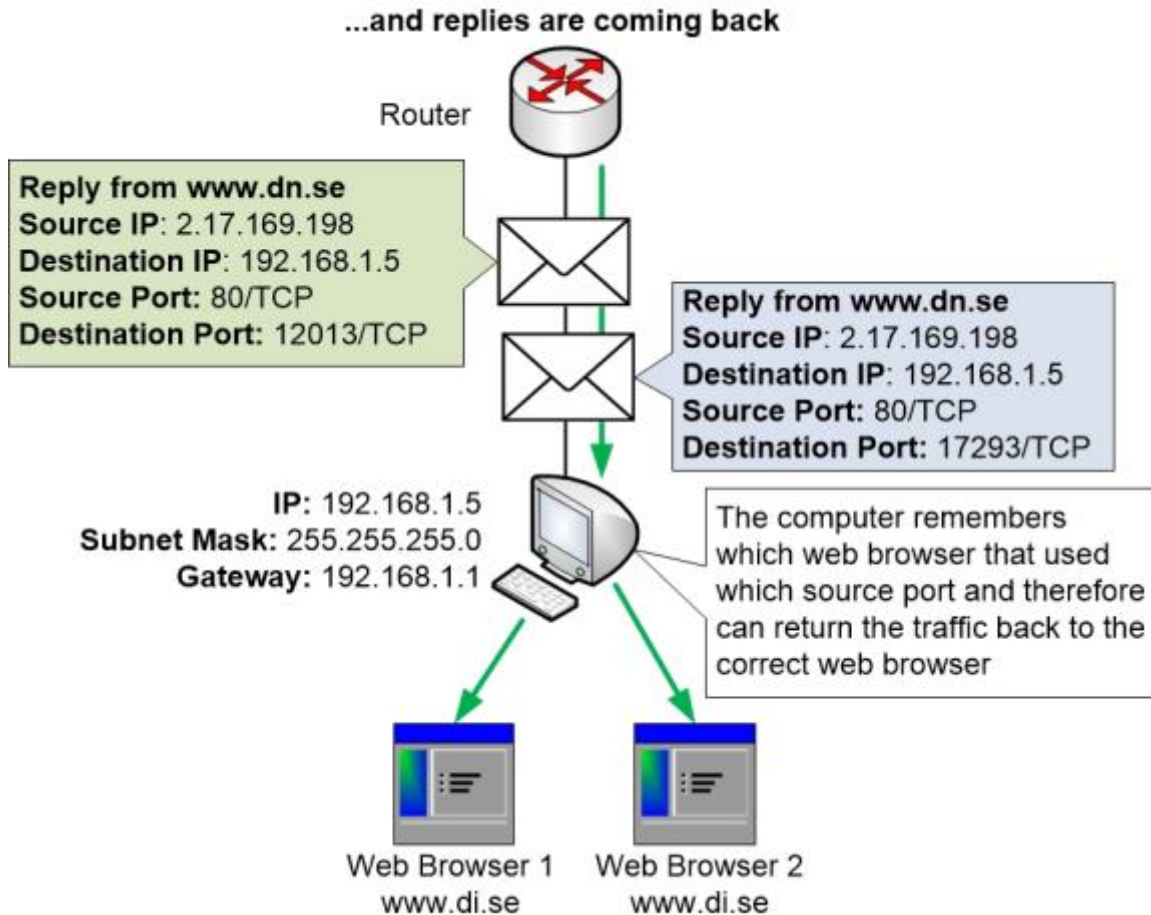 ...and replies are coming back
Router
Reply from www.dn.se
Source IP: 2.17.169.198
Destination IP: 192.168.1.5
Source Port: 80/TCP
Destination Port: 12013/TCP
Reply from www.dn.se
Source IP: 2.17.169.198
Destination IP: 192.168.1.5
Source Port: 80/TCP
Destination Port: 17293/TCP
IP: 192.168.1.5
Subnet Mask: 255.255.255.0
Gateway: 192.168.1.1
The computer remembers
which web browser that used
which source port and therefore
can return the traffic back to the
correct web browser
Web Browser 1
www.di.se
Web Browser 2
www.di.se